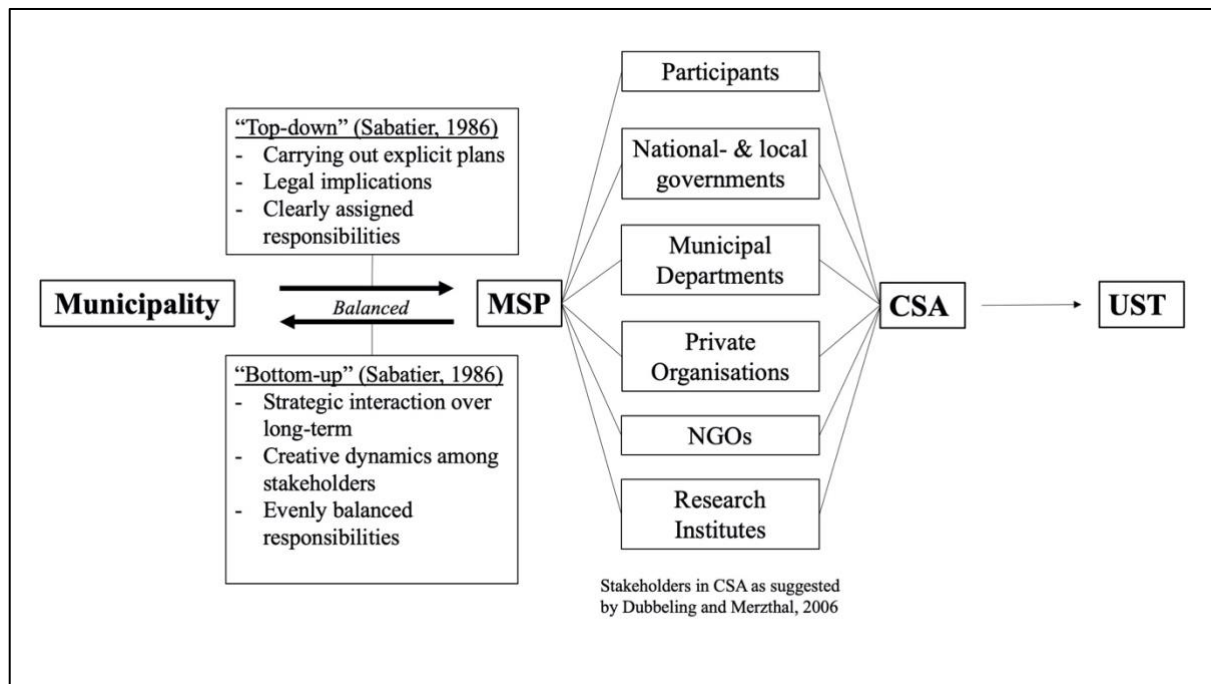 “Top-down” (Sabatier, 1986)
- Carrying out explicit plans
- Legal implications
- Clearly assigned
responsibilities
Municipality
Balanced
MSP
“Bottom-up” (Sabatier, 1986)
- Strategic interaction over
long-term
- Creative dynamics among
stakeholders
- Evenly balanced
responsibilities
Participants
National- & local
governments
Municipal
Departments
Private
Organisations
NGOs
Research
Institutes
Stakeholders in CSA as suggested
by Dubbeling and Merzthal, 2006
CSA
UST